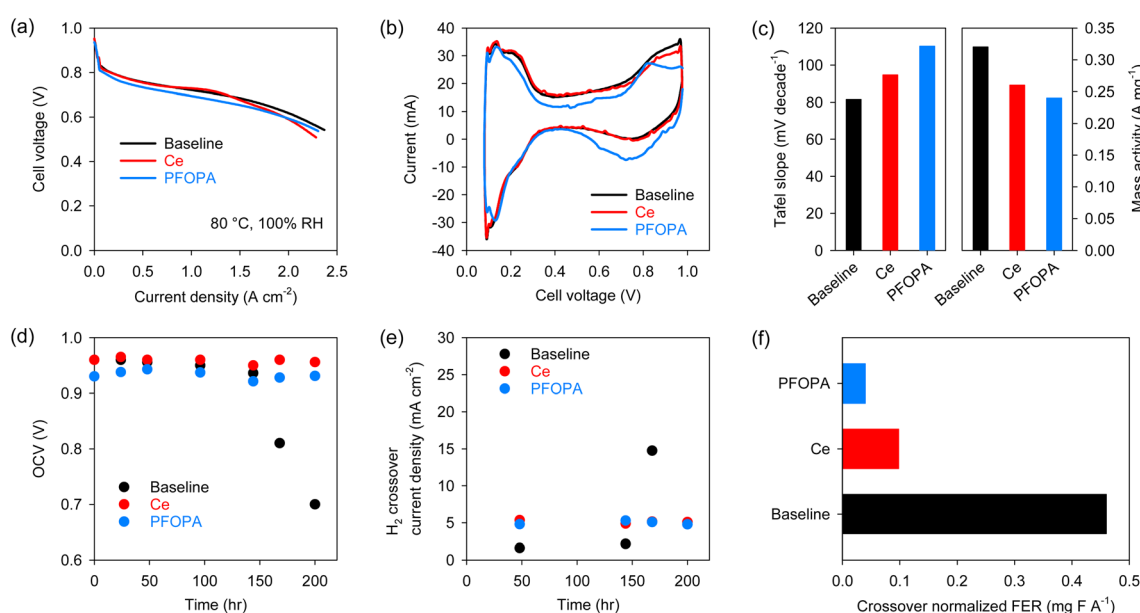 (a)
1.0
0.8
0.6
0.4
0.2
0.0
Cell voltage (V)
Baseline
Ce
PFOPA
80 °C, 100% RH
0.0 0.5 1.0 1.5 2.0 2.5
Current density (A cm⁻²)
(b)
40
30
20
10
0
-10
-20
-30
-40
Current (mA)
Baseline
Ce
PFOPA
0.0 0.2 0.4 0.6 0.8 1.0
Cell voltage (V)
(c)
120
100
80
60
40
20
0
Tafel slope (mV decade⁻¹)
Baseline Ce PFOPA
0.35
0.30
0.25
0.20
0.15
0.10
0.05
0.00
Mass activity (A mg⁻¹)
Baseline Ce PFOPA
(d)
1.0
0.9
0.9
0.8
0.6
OCV (V)
Baseline
Ce
PFOPA
0 50 100 150 200
Time (hr)
(e)
30
25
20
15
10
5
0
H₂ crossover
current density (mA cm⁻²)
Baseline
Ce
PFOPA
0 50 100 150 200
Time (hr)
(f)
PFOPA
Ce
Baseline
0.0 0.1 0.2 0.3 0.4 0.5
Crossover normalized FER (mg F A⁻¹)